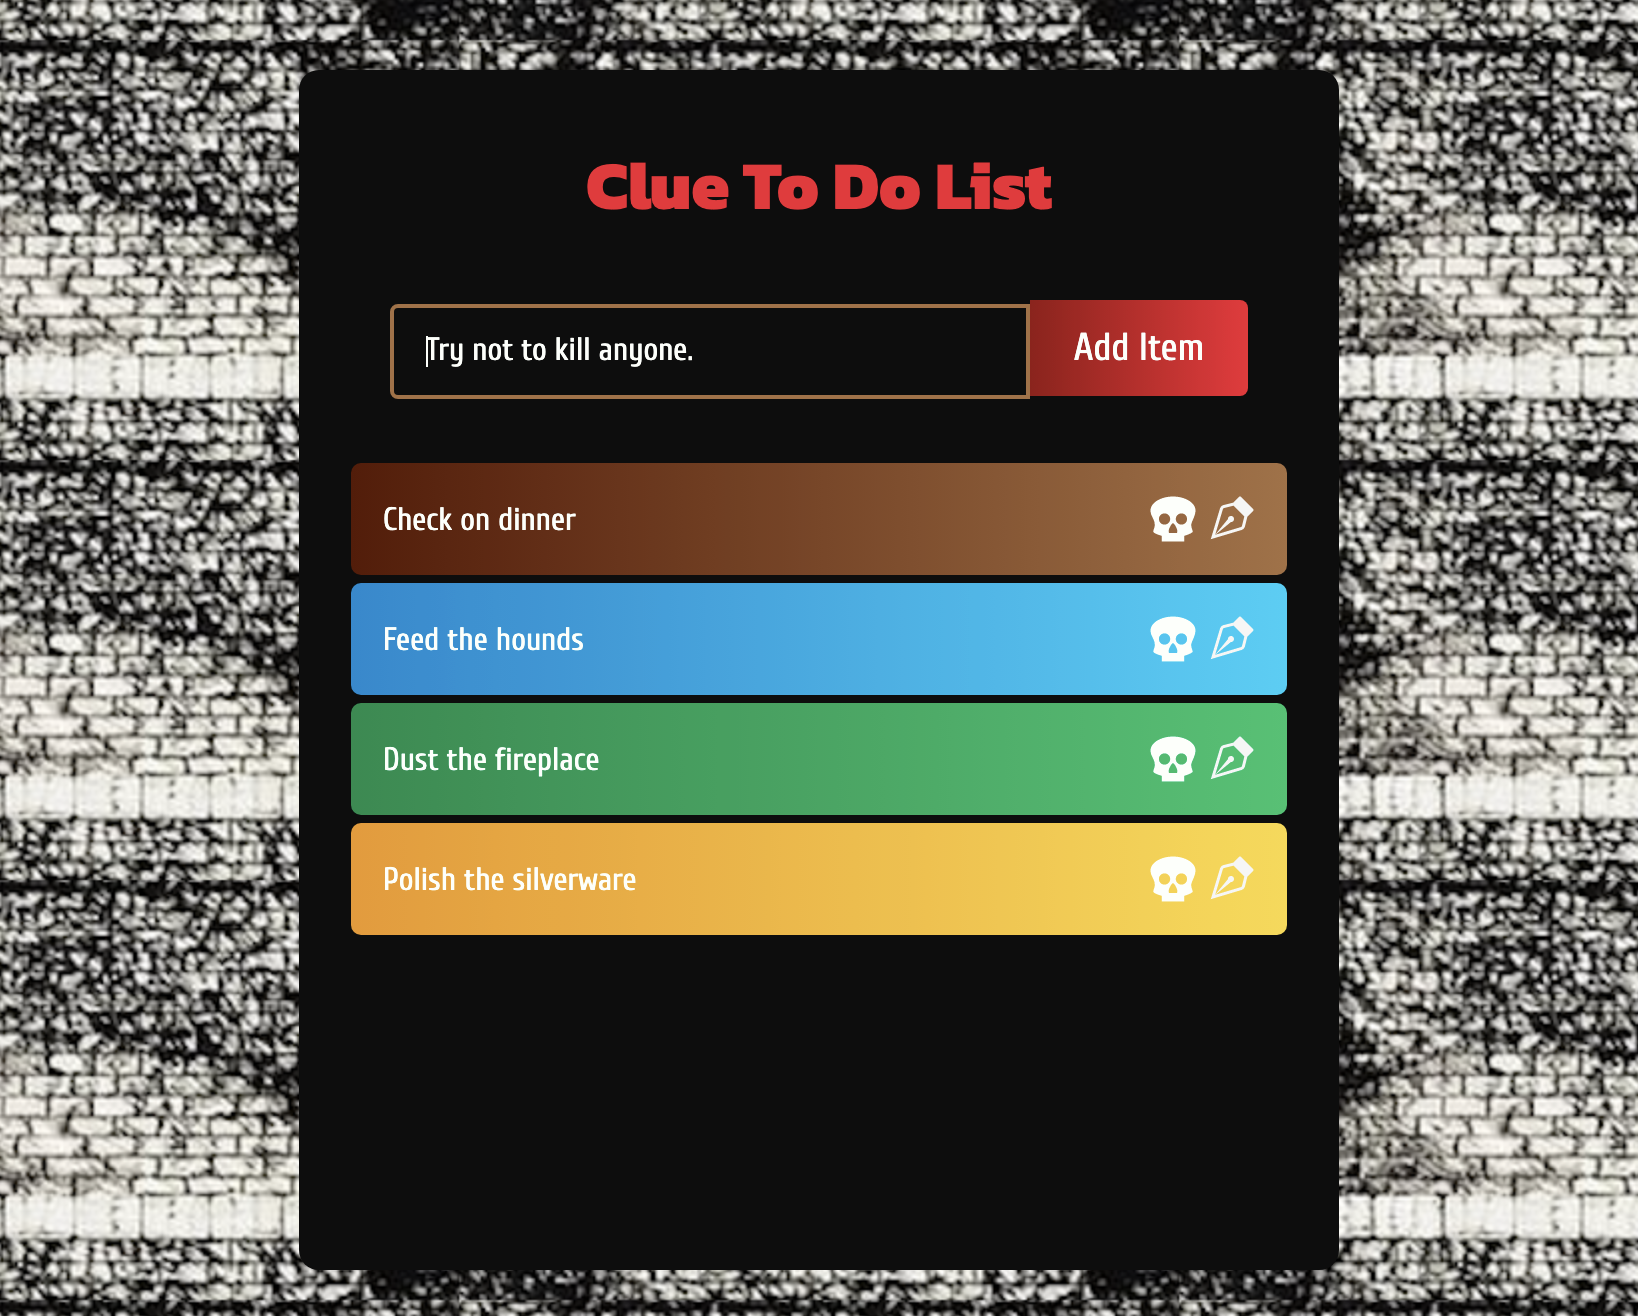 Clue To Do List
Try not to kill anyone.
Add Item
Check on dinner
Feed the hounds
Dust the fireplace
Polish the silverware